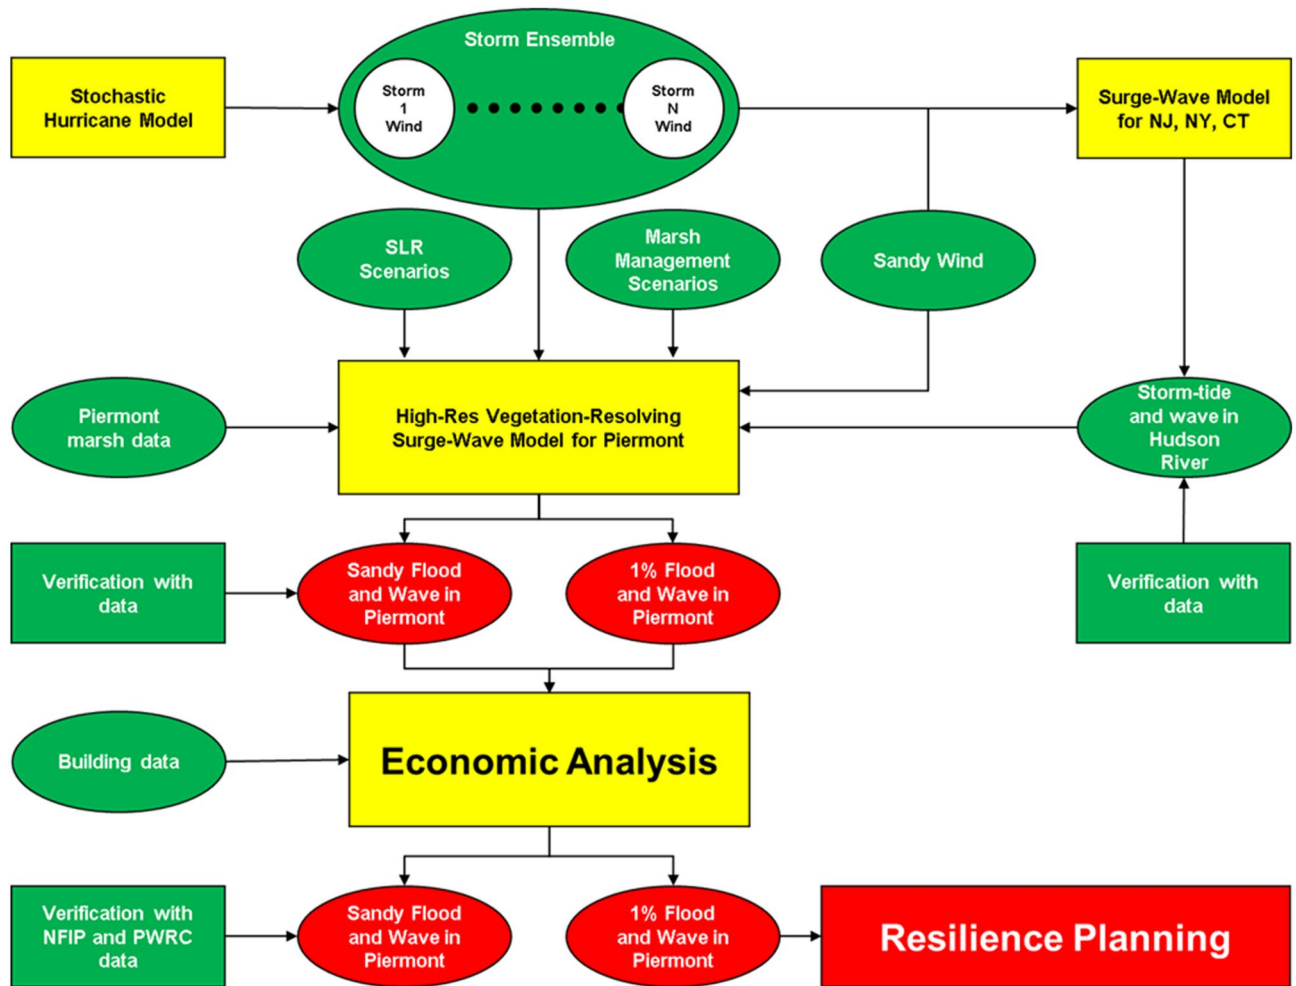 Storm Ensemble
Stochastic
Hurricane Model
Storm
1
Wind
Storm
N
Wind
Surge-Wave Model
for NJ, NY, CT
SLR
Scenarios
Marsh
Management
Scenarios
Sandy Wind
Piermont
marsh data
High-Res Vegetation-Resolving
Surge-Wave Model for Piermont
Storm-tide
and wave in
Hudson
River
Verification with
data
Sandy Flood
and Wave in
Piermont
1% Flood
and Wave in
Piermont
Verification with
data
Building data
Economic Analysis
Verification with
NFIP and PWRC
data
Sandy Flood
and Wave in
Piermont
1% Flood
and Wave in
Piermont
Resilience Planning